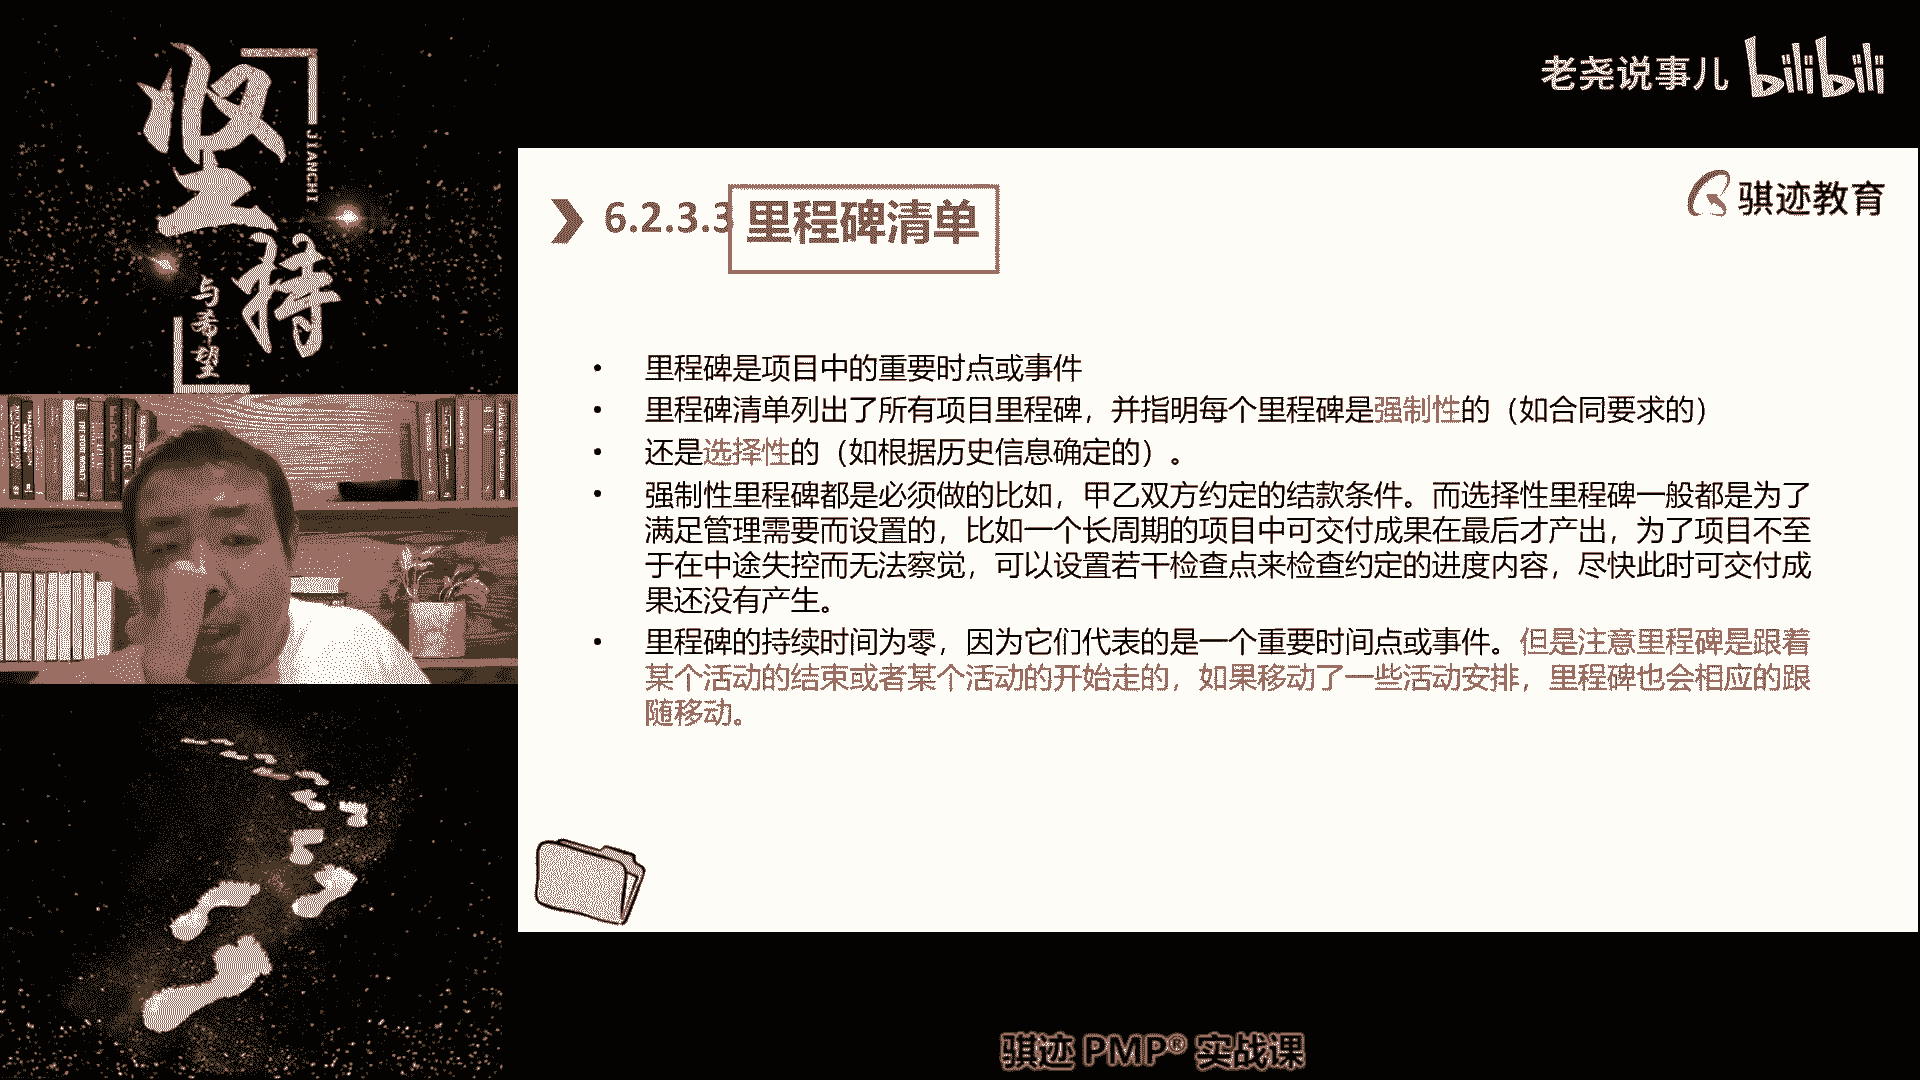 坚持
JIANCHI
与希望
老尧说事儿 bilibili
骐迹教育
6.2.3.3 里程碑清单
• 里程碑是项目中的重要时点或事件
• 里程碑清单列出了所有项目里程碑，并指明每个里程碑是强制性的（如合同要求的）
• 还是选择性的（如根据历史信息确定的）。
• 强制性里程碑都是必须做的比如，甲乙双方约定的结款条件。而选择性里程碑一般都是为了
满足管理需要而设置的，比如一个长周期的项目中可交付成果在最后才产出，为了项目不至
于在中途失控而无法察觉，可以设置若干检查点来检查约定的进度内容，尽快此时可交付成
果还没有产生。
• 里程碑的持续时间为零，因为它们代表的是一个重要时间点或事件。但是注意里程碑是跟着
某个活动的结束或者某个活动的开始走的，如果移动了一些活动安排，里程碑也会相应的跟
随移动。
骐迹 PMP® 实战课